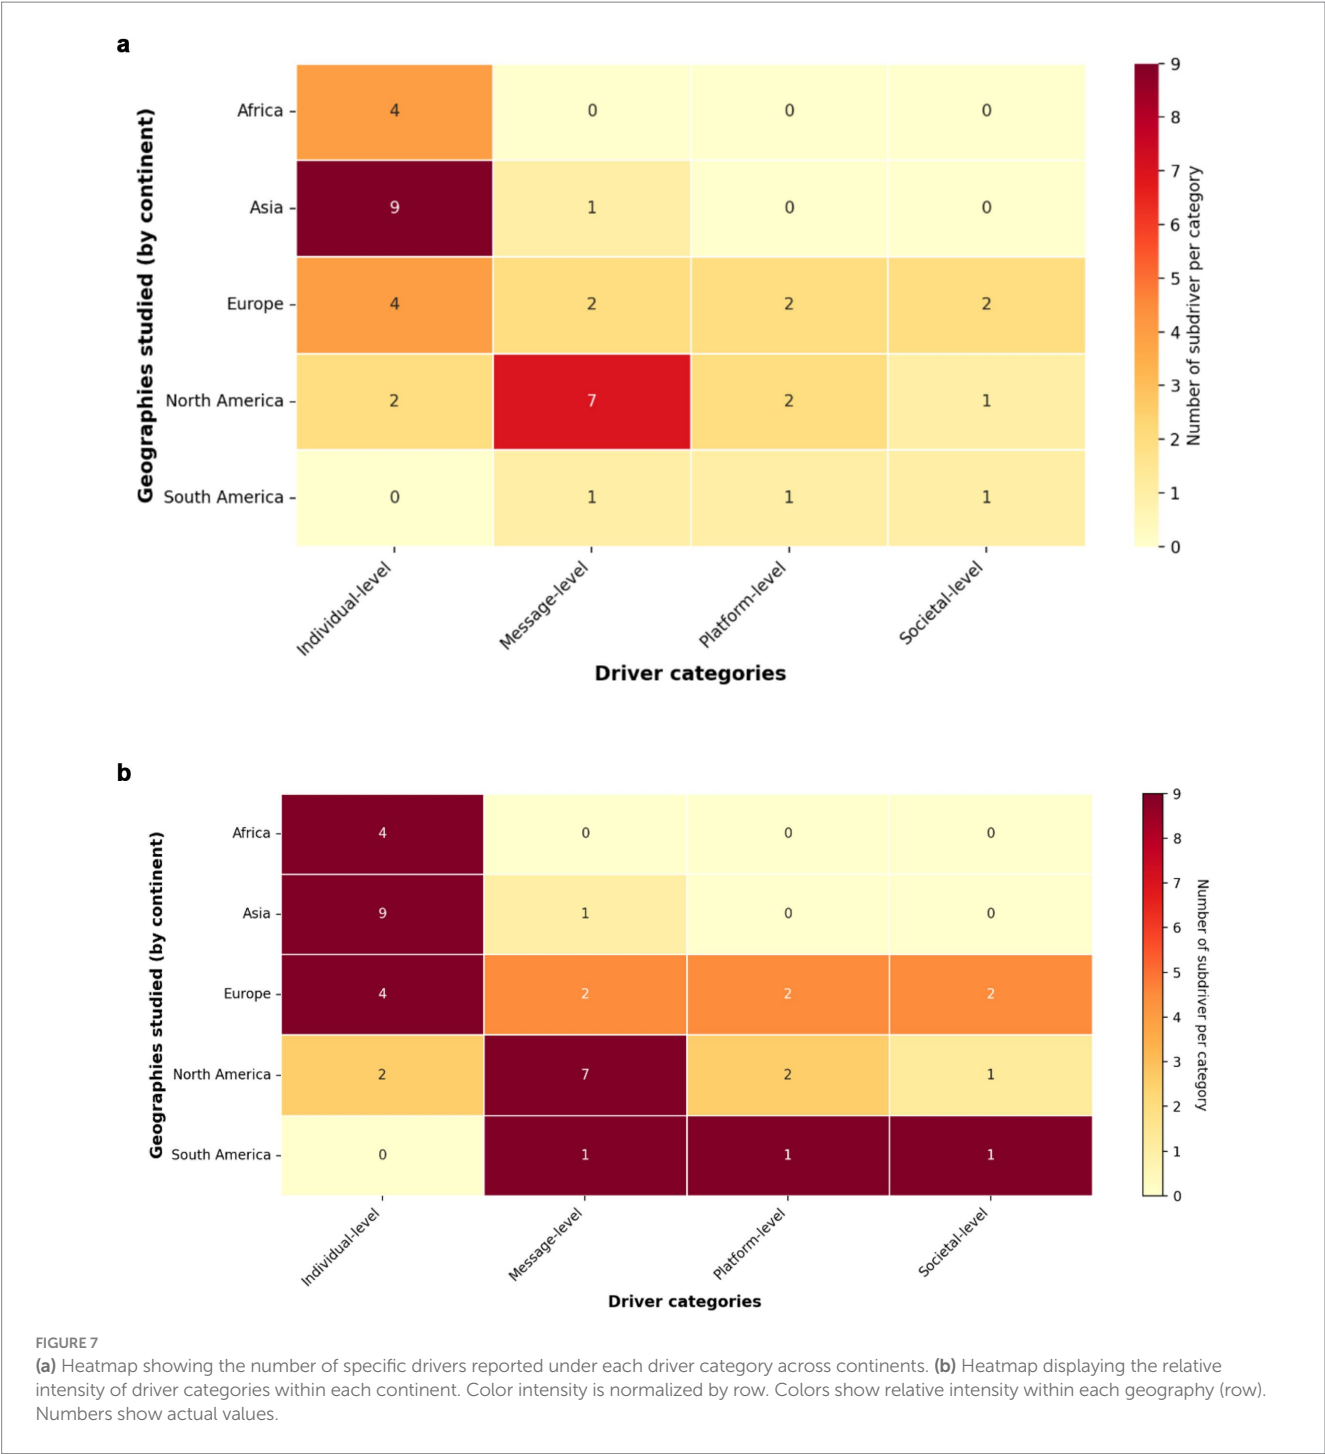 a
Geographies studied (by continent)
Africa 4 0 0 0
Asia 9 1 0 0
Europe 4 2 2 2
North America 2 7 2 1
South America 0 1 1 1
Individual-level Message-level Platform-level Societal-level
Driver categories
9
8
7
6
5
4
3
2
1
0
Number of subdriver per category
b
Geographies studied (by continent)
Africa 4 0 0 0
Asia 9 1 0 0
Europe 4 2 2 2
North America 2 7 2 1
South America 0 1 1 1
Individual-level Message-level Platform-level Societal-level
Driver categories
9
8
7
6
5
4
3
2
1
0
Number of subdriver per category
FIGURE 7
(a) Heatmap showing the number of specific drivers reported under each driver category across continents. (b) Heatmap displaying the relative
intensity of driver categories within each continent. Color intensity is normalized by row. Colors show relative intensity within each geography (row).
Numbers show actual values.